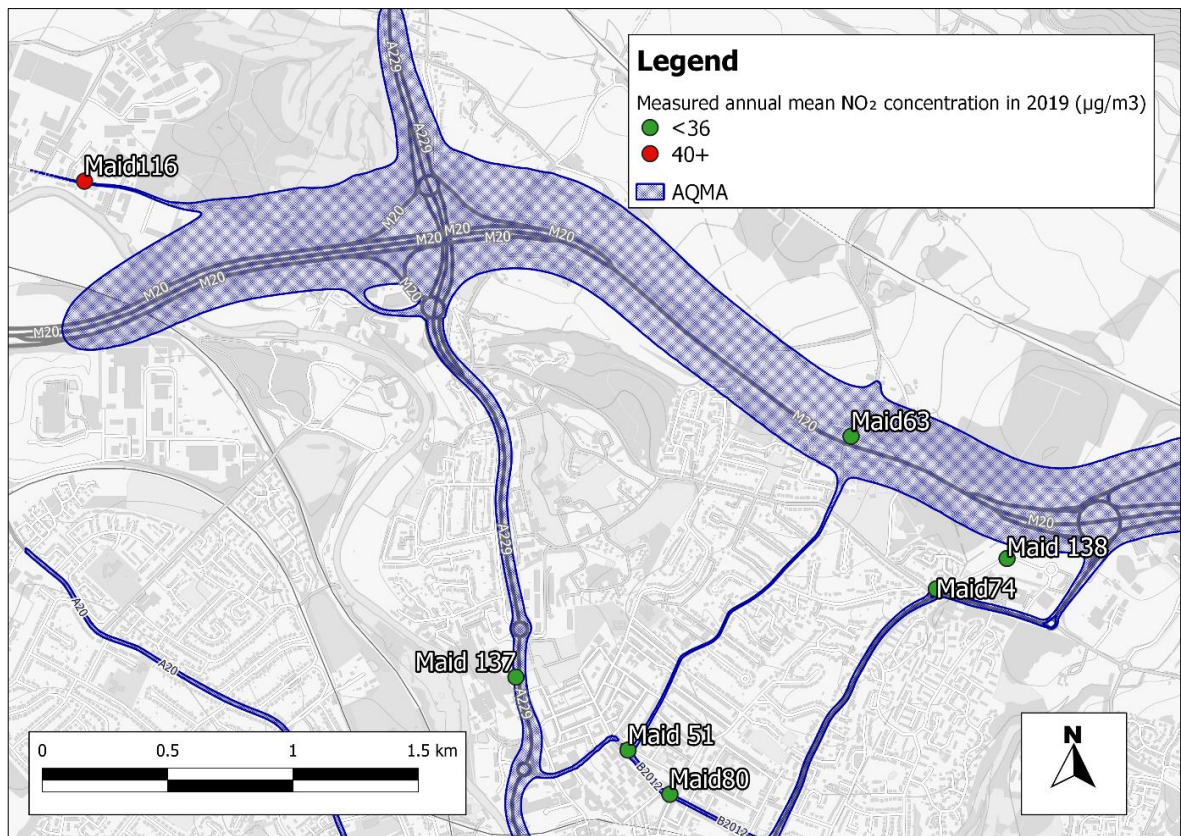 A229
A229
Legend
Measured annual mean NO₂ concentration in 2019 (µg/m3)
<36
40+
AQMA
Maid116
M20
M20
M20
M20
M20
M20
M20
M20
M20
M20
Maid63
M20
A229
Maid 138
Maid74
A20
A20
Maid 137
A229
Maid 51
B2012
Maid80
B2012
0 0.5 1 1.5 km
N